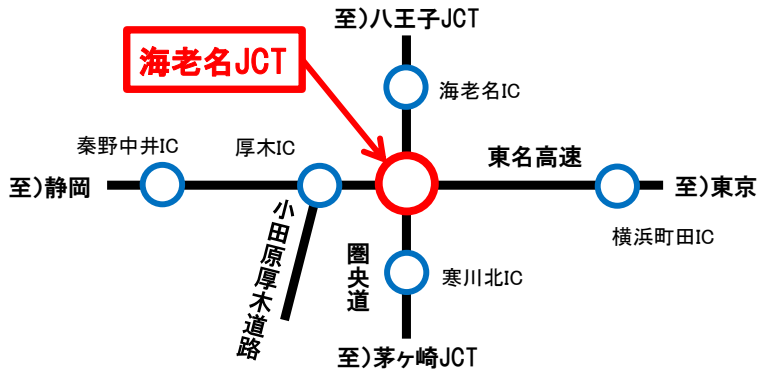 至)八王子JCT
海老名JCT
海老名IC
秦野中井IC
厚木IC
東名高速
至)静岡
至)東京
小田原厚木道路
圏央道
横浜町田IC
寒川北IC
至)茅ヶ崎JCT